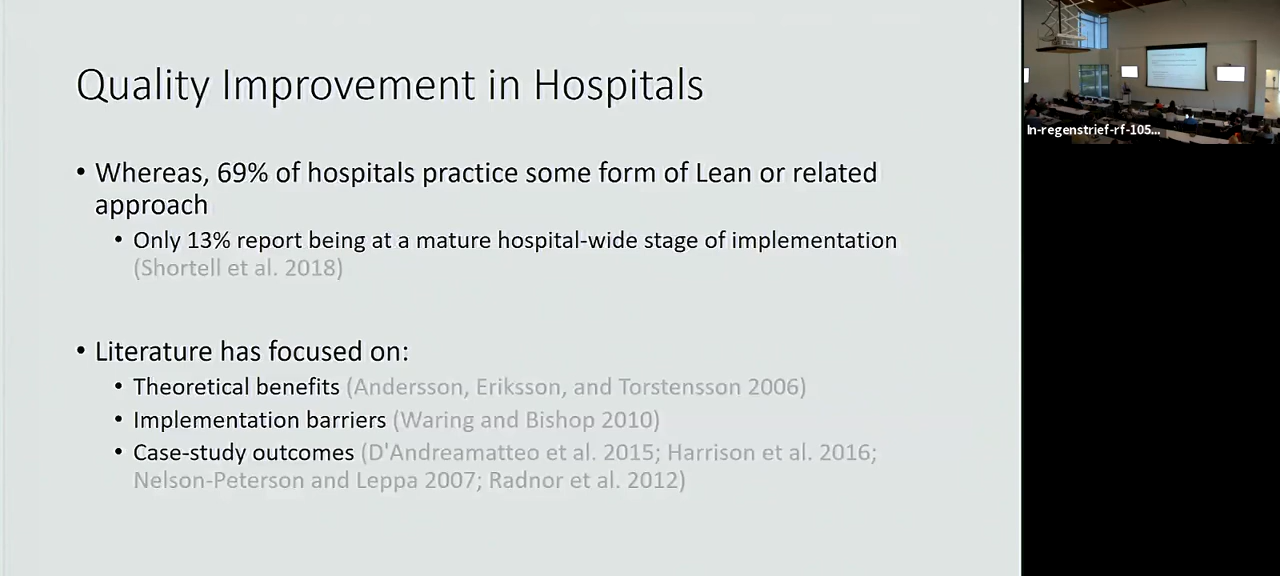 Quality Improvement in Hospitals
• Whereas, 69% of hospitals practice some form of Lean or related
approach
• Only 13% report being at a mature hospital-wide stage of implementation
(Shortell et al. 2018)
• Literature has focused on:
• Theoretical benefits (Andersson, Eriksson, and Torstensson 2006)
• Implementation barriers (Waring and Bishop 2010)
• Case-study outcomes (D'Andreamatteo et al. 2015; Harrison et al. 2016;
Nelson-Peterson and Leppa 2007; Radnor et al. 2012)
In-regenstrief-rf-105...